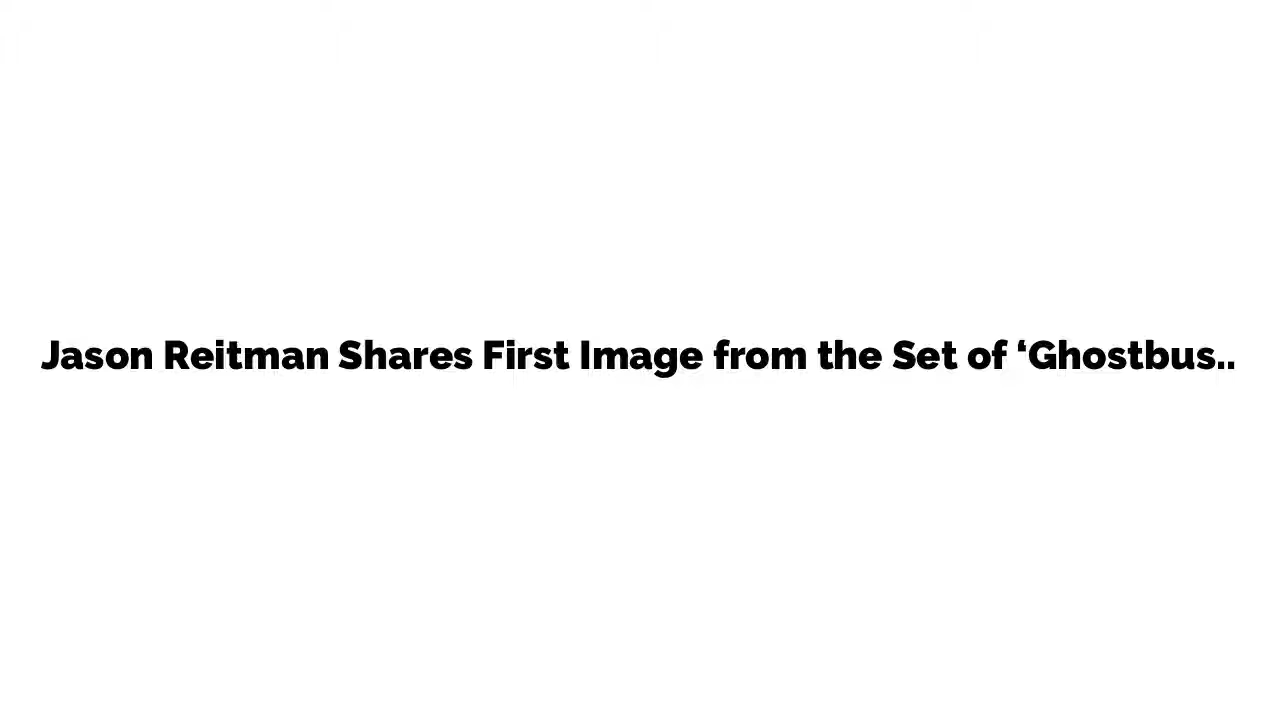 Jason Reitman Shares First Image from the Set of ‘Ghostbus..